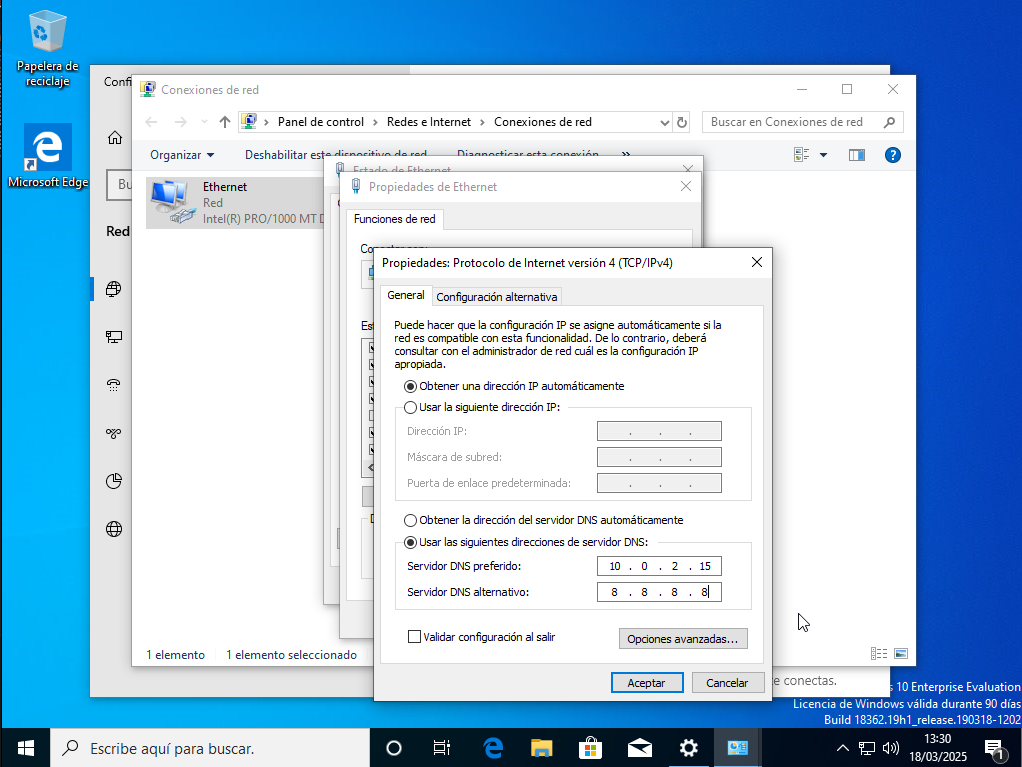 Papelera de
reciclaje
Microsoft Edge
Conexiones de red
Panel de control > Redes e Internet > Conexiones de red
Buscar en Conexiones de red
Organizar
Deshabilitar este dispositivo de red
Diagnosticar esta conexión
»
Ethernet
Red
Intel(R) PRO/1000 MT D
Red
Estado de Ethernet
Propiedades de Ethernet
Funciones de red
Propiedades: Protocolo de Internet versión 4 (TCP/IPv4)
General
Configuración alternativa
Puede hacer que la configuración IP se asigne automáticamente si la
red es compatible con esta funcionalidad. De lo contrario, deberá
consultar con el administrador de red cuál es la configuración IP
apropiada.
Obtener una dirección IP automáticamente
Usar la siguiente dirección IP:
Dirección IP:
Máscara de subred:
Puerta de enlace predeterminada:
Obtener la dirección del servidor DNS automáticamente
Usar las siguientes direcciones de servidor DNS:
Servidor DNS preferido: 10 . 0 . 2 . 15
Servidor DNS alternativo: 8 . 8 . 8 . 8
Validar configuración al salir
Opciones avanzadas...
Aceptar
Cancelar
1 elemento
1 elemento seleccionado
conectas.
10 Enterprise Evaluation
Licencia de Windows válida durante 90 días
Build 18362.19h1_release.190318-1202
Escribe aquí para buscar.
13:30
18/03/2025
1